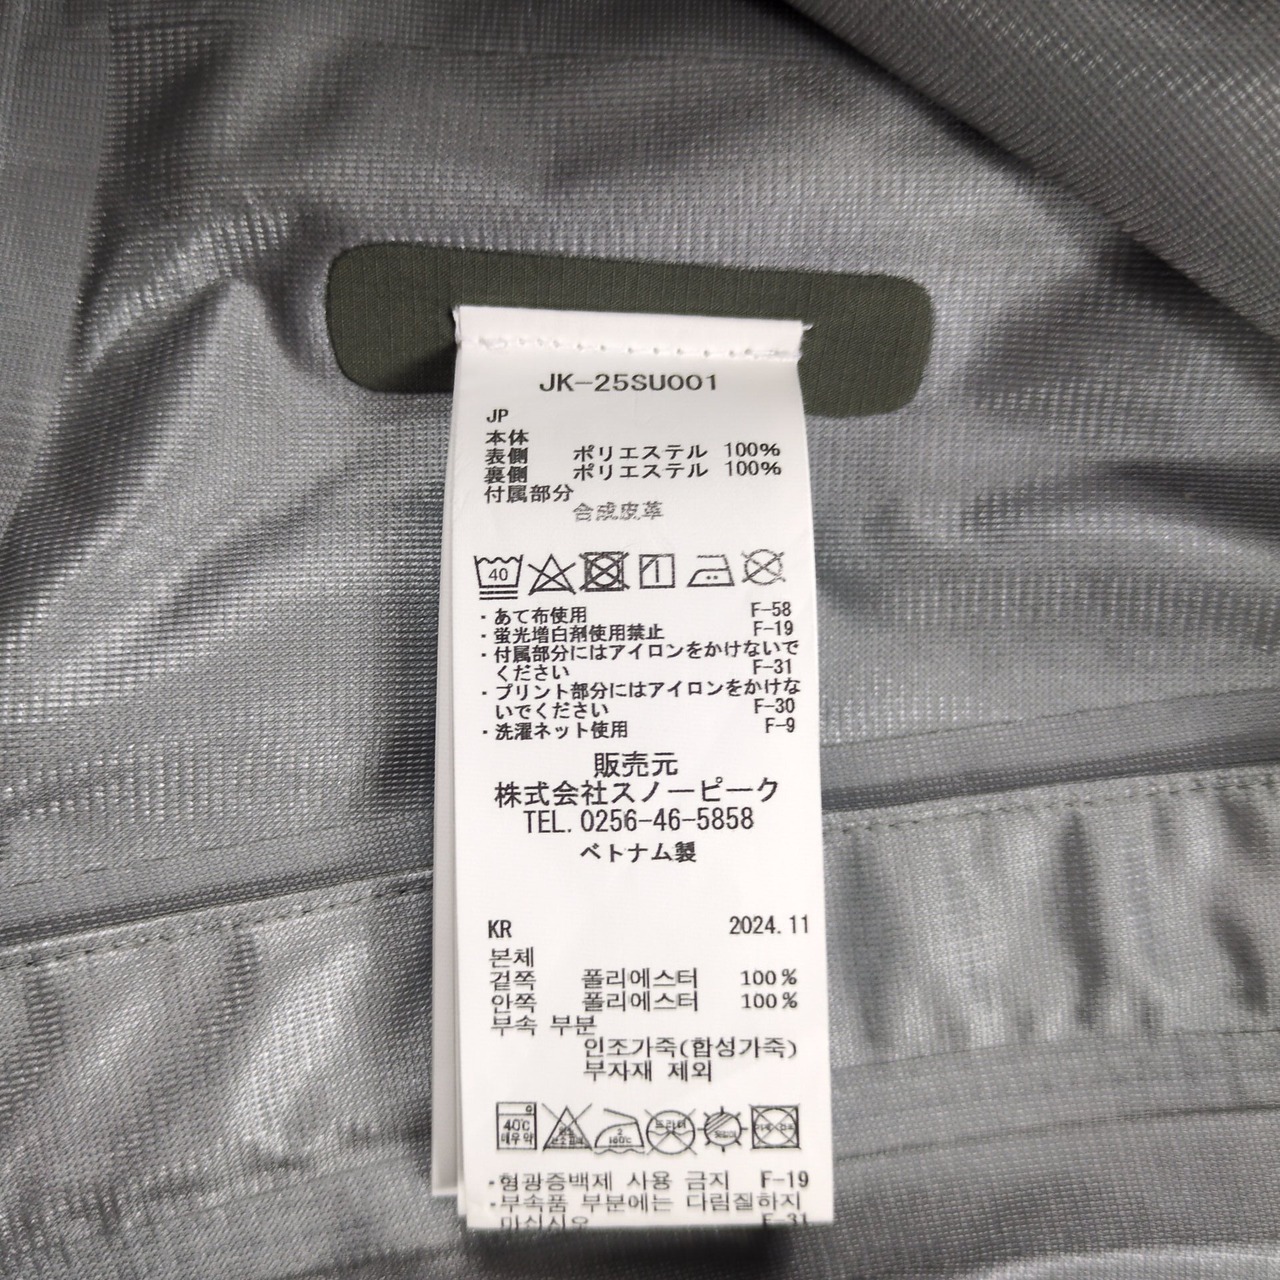 JK-25SU001
JP
本体
表側 ポリエステル 100%
裏側 ポリエステル 100%
付属部分
合成皮革
40
・あて布使用 F-58
・蛍光増白剤使用禁止 F-19
・付属部分にはアイロンをかけないで
ください F-31
・プリント部分にはアイロンをかけな
いでください F-30
・洗濯ネット使用 F-9
販売元
株式会社スノーピーク
TEL.0256-46-5858
ベトナム製
KR 2024.11
본체
겉쪽 폴리에스터 100%
안쪽 폴리에스터 100%
부속 부분
인조가죽(합성가죽)
부자재 제외
40℃
드라이
・형광증백제 사용 금지 F-19
・부속품 부분에는 다림질하지
마십시오 F-31